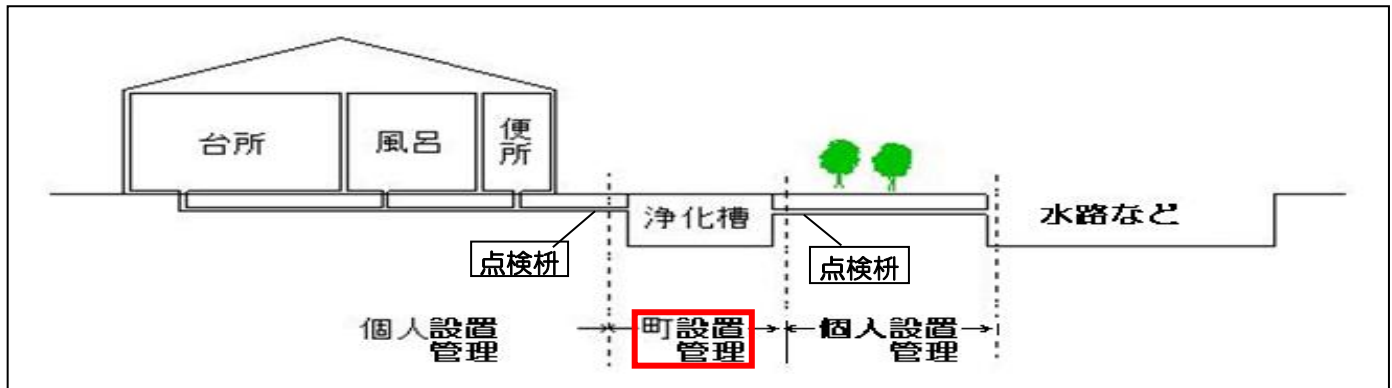 台所
風呂
便所
浄化槽
水路など
点検枡
点検枡
個人設置
管理
町設置
管理
個人設置
管理